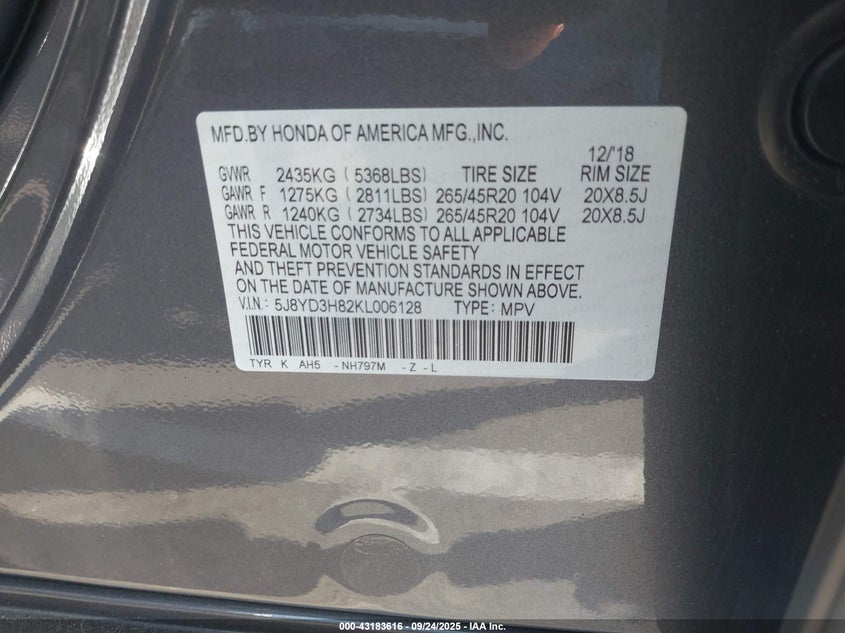 MFD.BY HONDA OF AMERICA MFG.,INC.
12/'18
GVWR 2435KG ( 5368LBS) TIRE SIZE RIM SIZE
GAWR F 1275KG ( 2811LBS) 265/45R20 104V 20X8.5J
GAWR R 1240KG ( 2734LBS) 265/45R20 104V 20X8.5J
THIS VEHICLE CONFORMS TO ALL APPLICABLE
FEDERAL MOTOR VEHICLE SAFETY
AND THEFT PREVENTION STANDARDS IN EFFECT
ON THE DATE OF MANUFACTURE SHOWN ABOVE.
V.I.N.: 5J8YD3H82KL006128 TYPE: MPV
TYR K AH5 - NH797M - Z - L
000-43183616 - 09/24/2025 - IAA Inc.